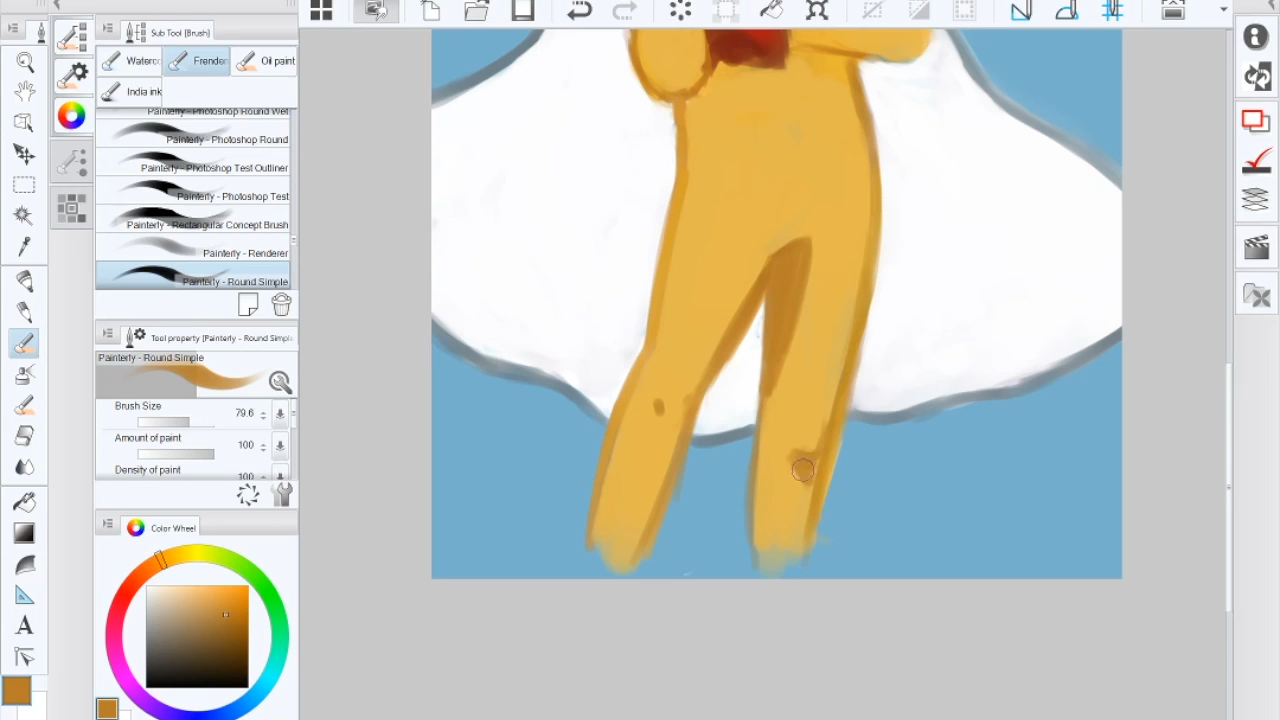 Sub Tool [Brush]
Frender
Oil paint
India ink
Painterly - Photoshop Round Wet
Painterly - Photoshop Round
Painterly - Photoshop Test Outliner
Painterly - Photoshop Test
Painterly - Rectangular Concept Brush
Painterly - Renderer
Painterly - Round Simple
Tool property [Painterly - Round Simpl
Painterly - Round Simple
Brush Size
79.6
Amount of paint
100
Density of paint
100
Color Wheel
A